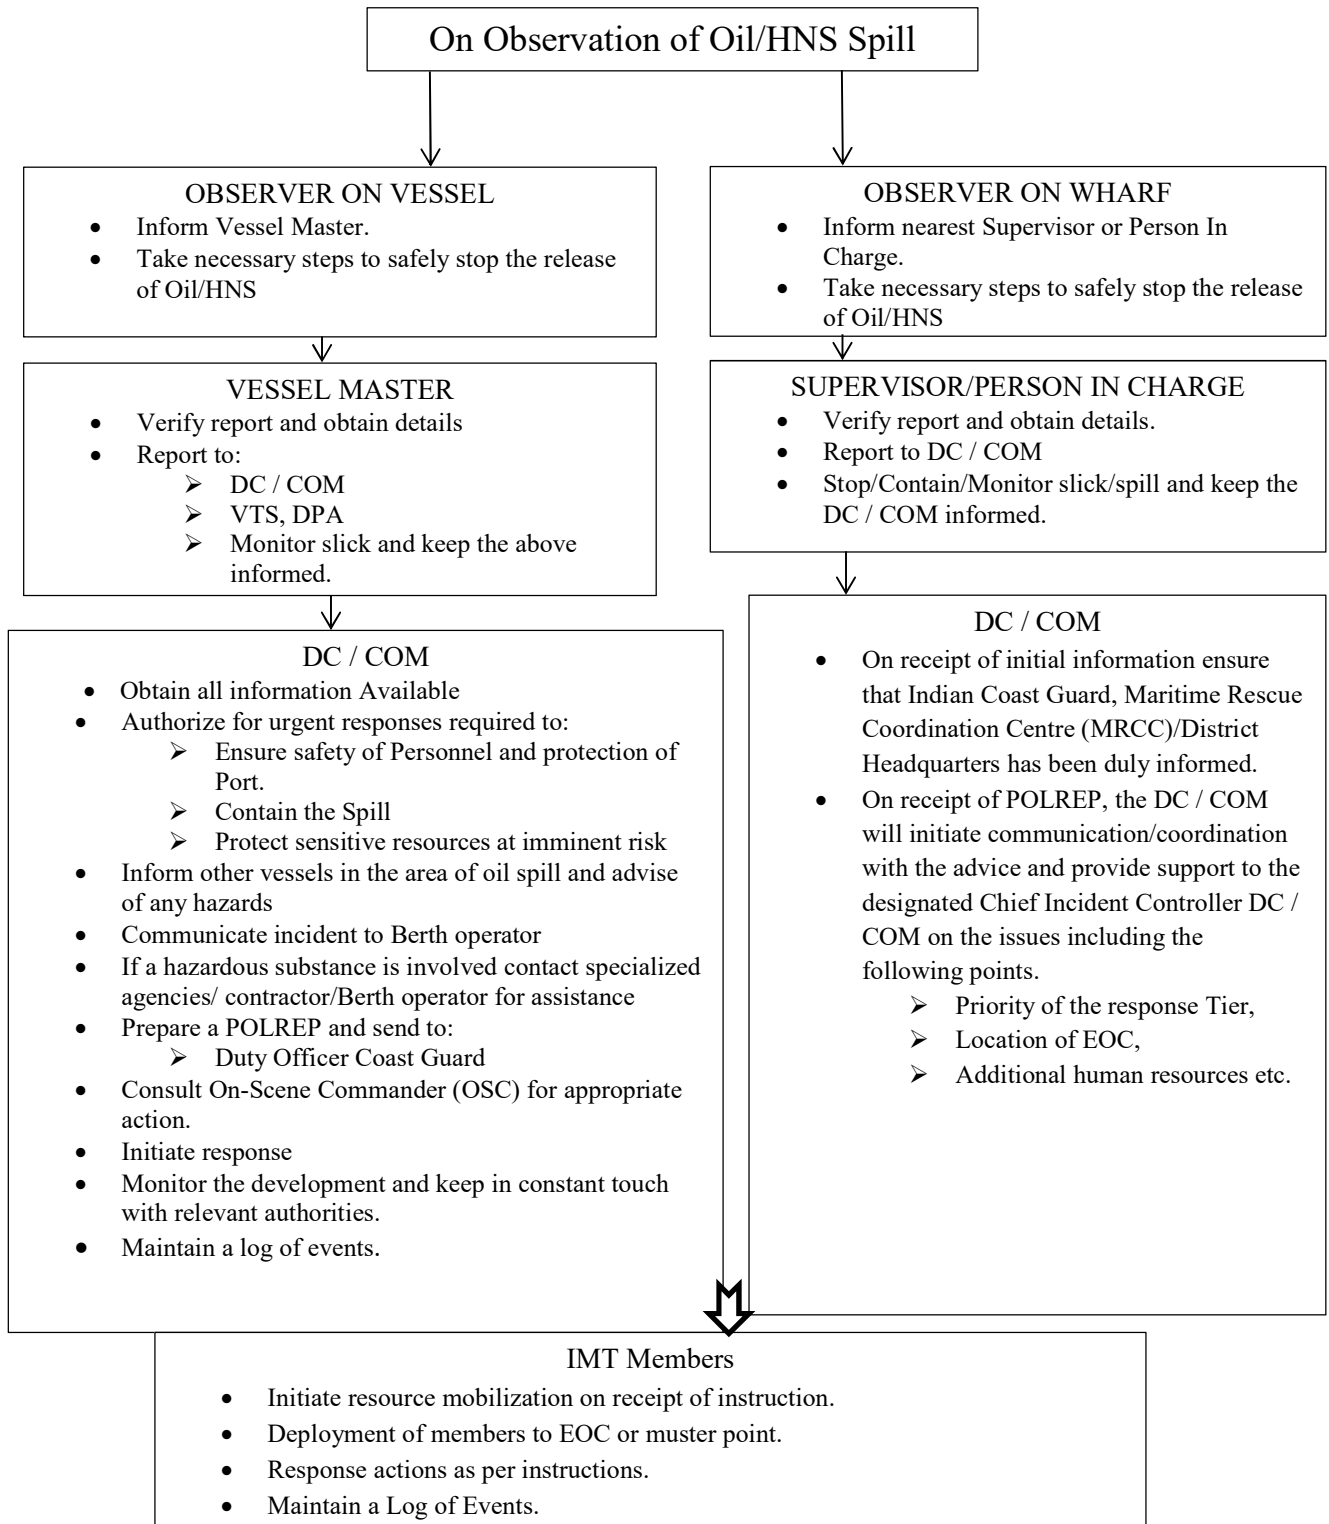 On Observation of Oil/HNS Spill
OBSERVER ON VESSEL
• Inform Vessel Master.
• Take necessary steps to safely stop the release
of Oil/HNS
OBSERVER ON WHARF
• Inform nearest Supervisor or Person In
Charge.
• Take necessary steps to safely stop the release
of Oil/HNS
VESSEL MASTER
• Verify report and obtain details
• Report to:
➢ DC / COM
➢ VTS, DPA
➢ Monitor slick and keep the above
informed.
SUPERVISOR/PERSON IN CHARGE
• Verify report and obtain details.
• Report to DC / COM
• Stop/Contain/Monitor slick/spill and keep the
DC / COM informed.
DC / COM
• Obtain all information Available
• Authorize for urgent responses required to:
➢ Ensure safety of Personnel and protection of
Port.
➢ Contain the Spill
➢ Protect sensitive resources at imminent risk
• Inform other vessels in the area of oil spill and advise
of any hazards
• Communicate incident to Berth operator
• If a hazardous substance is involved contact specialized
agencies/ contractor/Berth operator for assistance
• Prepare a POLREP and send to:
➢ Duty Officer Coast Guard
• Consult On-Scene Commander (OSC) for appropriate
action.
• Initiate response
• Monitor the development and keep in constant touch
with relevant authorities.
• Maintain a log of events.
DC / COM
• On receipt of initial information ensure
that Indian Coast Guard, Maritime Rescue
Coordination Centre (MRCC)/District
Headquarters has been duly informed.
• On receipt of POLREP, the DC / COM
will initiate communication/coordination
with the advice and provide support to the
designated Chief Incident Controller DC /
COM on the issues including the
following points.
➢ Priority of the response Tier,
➢ Location of EOC,
➢ Additional human resources etc.
IMT Members
• Initiate resource mobilization on receipt of instruction.
• Deployment of members to EOC or muster point.
• Response actions as per instructions.
• Maintain a Log of Events.